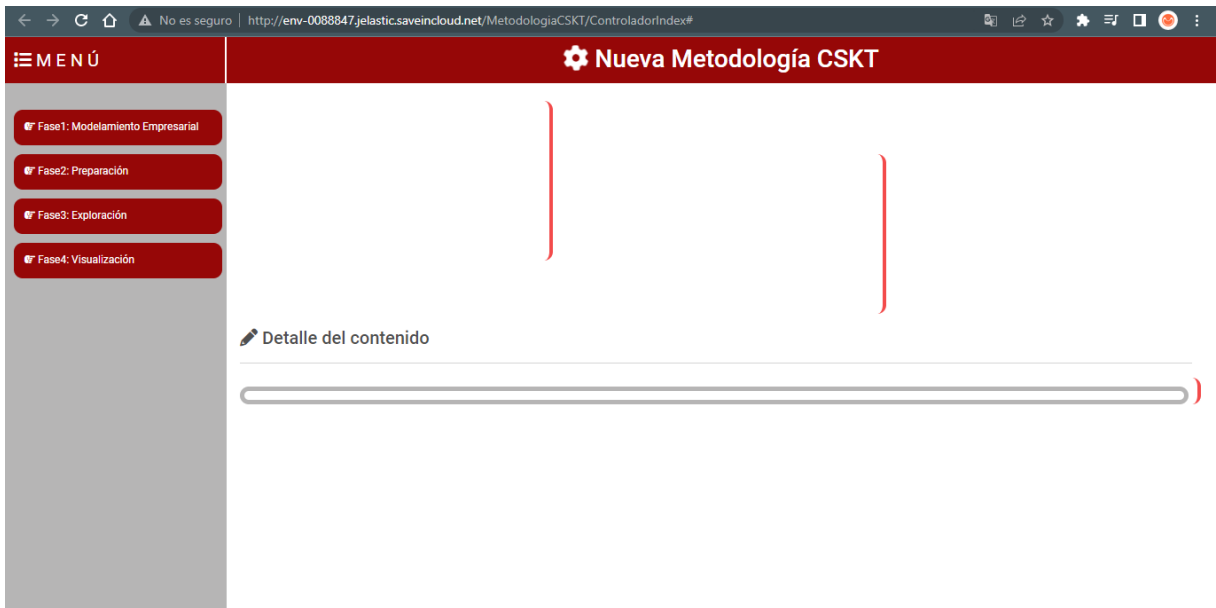 No es seguro | http://env-0088847.jelastic.saveincloud.net/MetodologiaCSKT/ControladorIndex#
MENÚ
Nueva Metodología CSKT
Fase1: Modelamiento Empresarial
Fase2: Preparación
Fase3: Exploración
Fase4: Visualización
Detalle del contenido